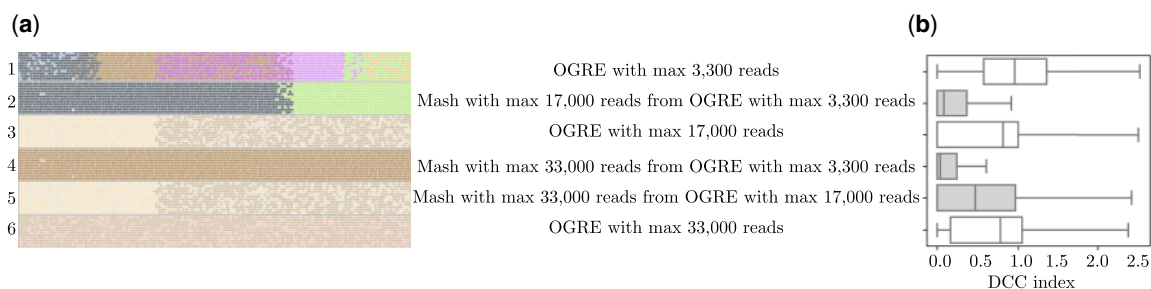 (a)
(b)
1 OGRE with max 3,300 reads
2 Mash with max 17,000 reads from OGRE with max 3,300 reads
3 OGRE with max 17,000 reads
4 Mash with max 33,000 reads from OGRE with max 3,300 reads
5 Mash with max 33,000 reads from OGRE with max 17,000 reads
6 OGRE with max 33,000 reads
0.0 0.5 1.0 1.5 2.0 2.5
DCC index